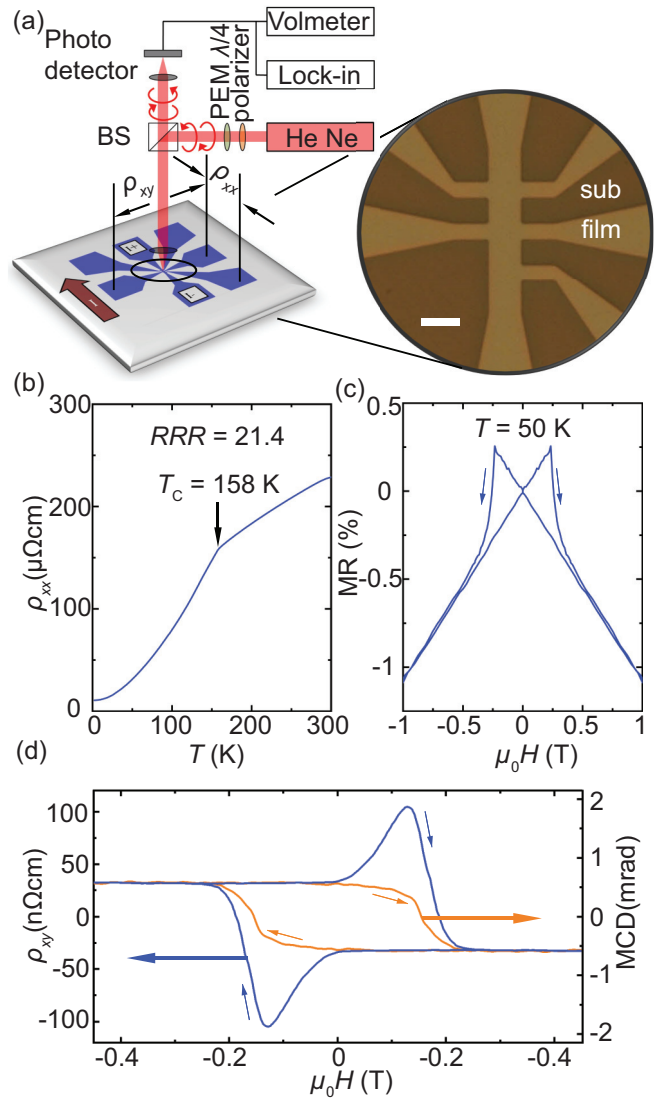 (a)
Volmeter
Photo
detector
Lock-in
PEM λ/4
polarizer
BS
He Ne
ρxy
ρxx
I+
I-
I
sub
film
(b)
300
RRR = 21.4
TC = 158 K
200
100
0
ρxx(μΩcm)
0
100
200
300
T (K)
(c)
0.5
T = 50 K
0
-0.5
-1
MR (%)
-1
-0.5
0
0.5
1
μ0H (T)
(d)
100
50
0
-50
-100
ρxy (nΩcm)
2
1
0
-1
-2
MCD(mrad)
-0.4
-0.2
0
-0.2
-0.4
μ0H (T)